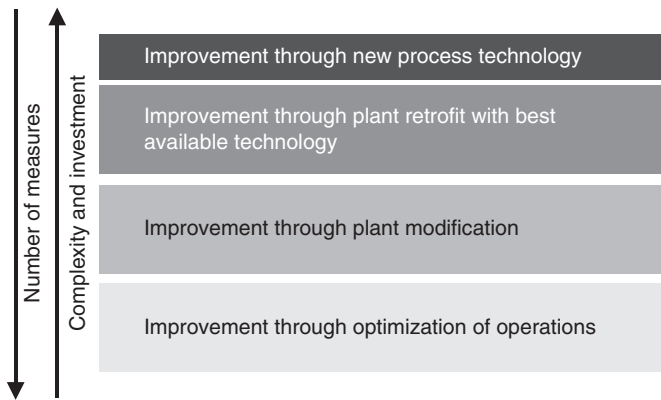 Number of measures
Complexity and investment
Improvement through new process technology
Improvement through plant retrofit with best
available technology
Improvement through plant modification
Improvement through optimization of operations